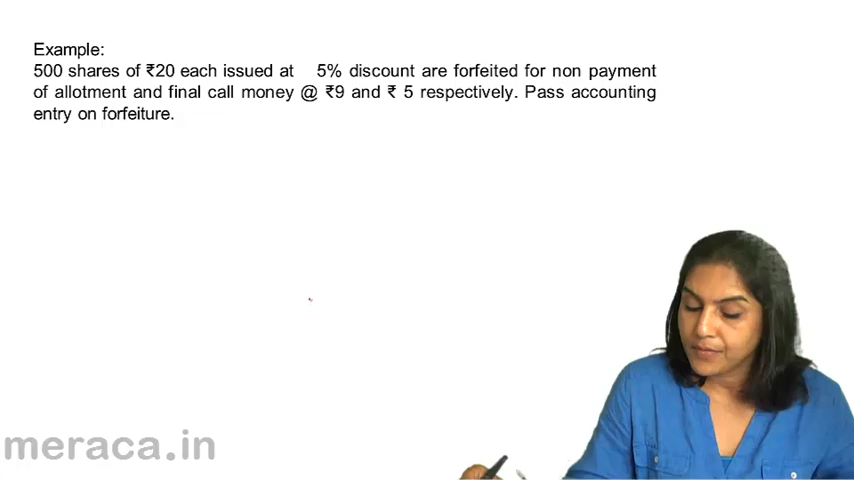 Example:
500 shares of ₹20 each issued at 5% discount are forfeited for non payment
of allotment and final call money @ ₹9 and ₹ 5 respectively. Pass accounting
entry on forfeiture.
meraca.in